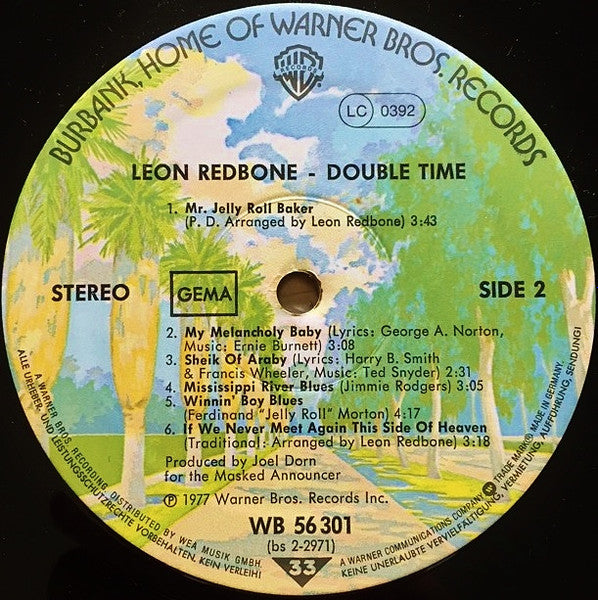 BURBANK, HOME OF WARNER BROS. RECORDS
WB
RECORDS
LC 0392
LEON REDBONE - DOUBLE TIME
1. Mr. Jelly Roll Baker
(P. D. Arranged by Leon Redbone) 3:43
STEREO
GEMA
SIDE 2
2. My Melancholy Baby (Lyrics: George A. Norton,
Music: Ernie Burnett) 3:08
3. Sheik Of Araby (Lyrics: Harry B. Smith
& Francis Wheeler, Music: Ted Snyder) 2:31
4. Mississippi River Blues (Jimmie Rodgers) 3:05
5. Winnin' Boy Blues
(Ferdinand "Jelly Roll" Morton) 4:17
6. If We Never Meet Again This Side Of Heaven
(Traditional: Arranged by Leon Redbone) 3:18
Produced by Joel Dorn
for the Masked Announcer
℗ 1977 Warner Bros. Records Inc.
WB 56 301
(bs 2-2971)
33
A WARNER BROS. RECORDING DISTRIBUTED BY WEA MUSIK GMBH.
ALLE URHEBER- UND LEISTUNGSSCHUTZRECHTE VORBEHALTEN. KEIN VERLEIH!
A WARNER COMMUNICATIONS COMPANY TRADE MARK® MADE IN GERMANY.
KEINE UNERLAUBTE VERVIELFÄLTIGUNG, VERMIETUNG, AUFFÜHRUNG, SENDUNG!